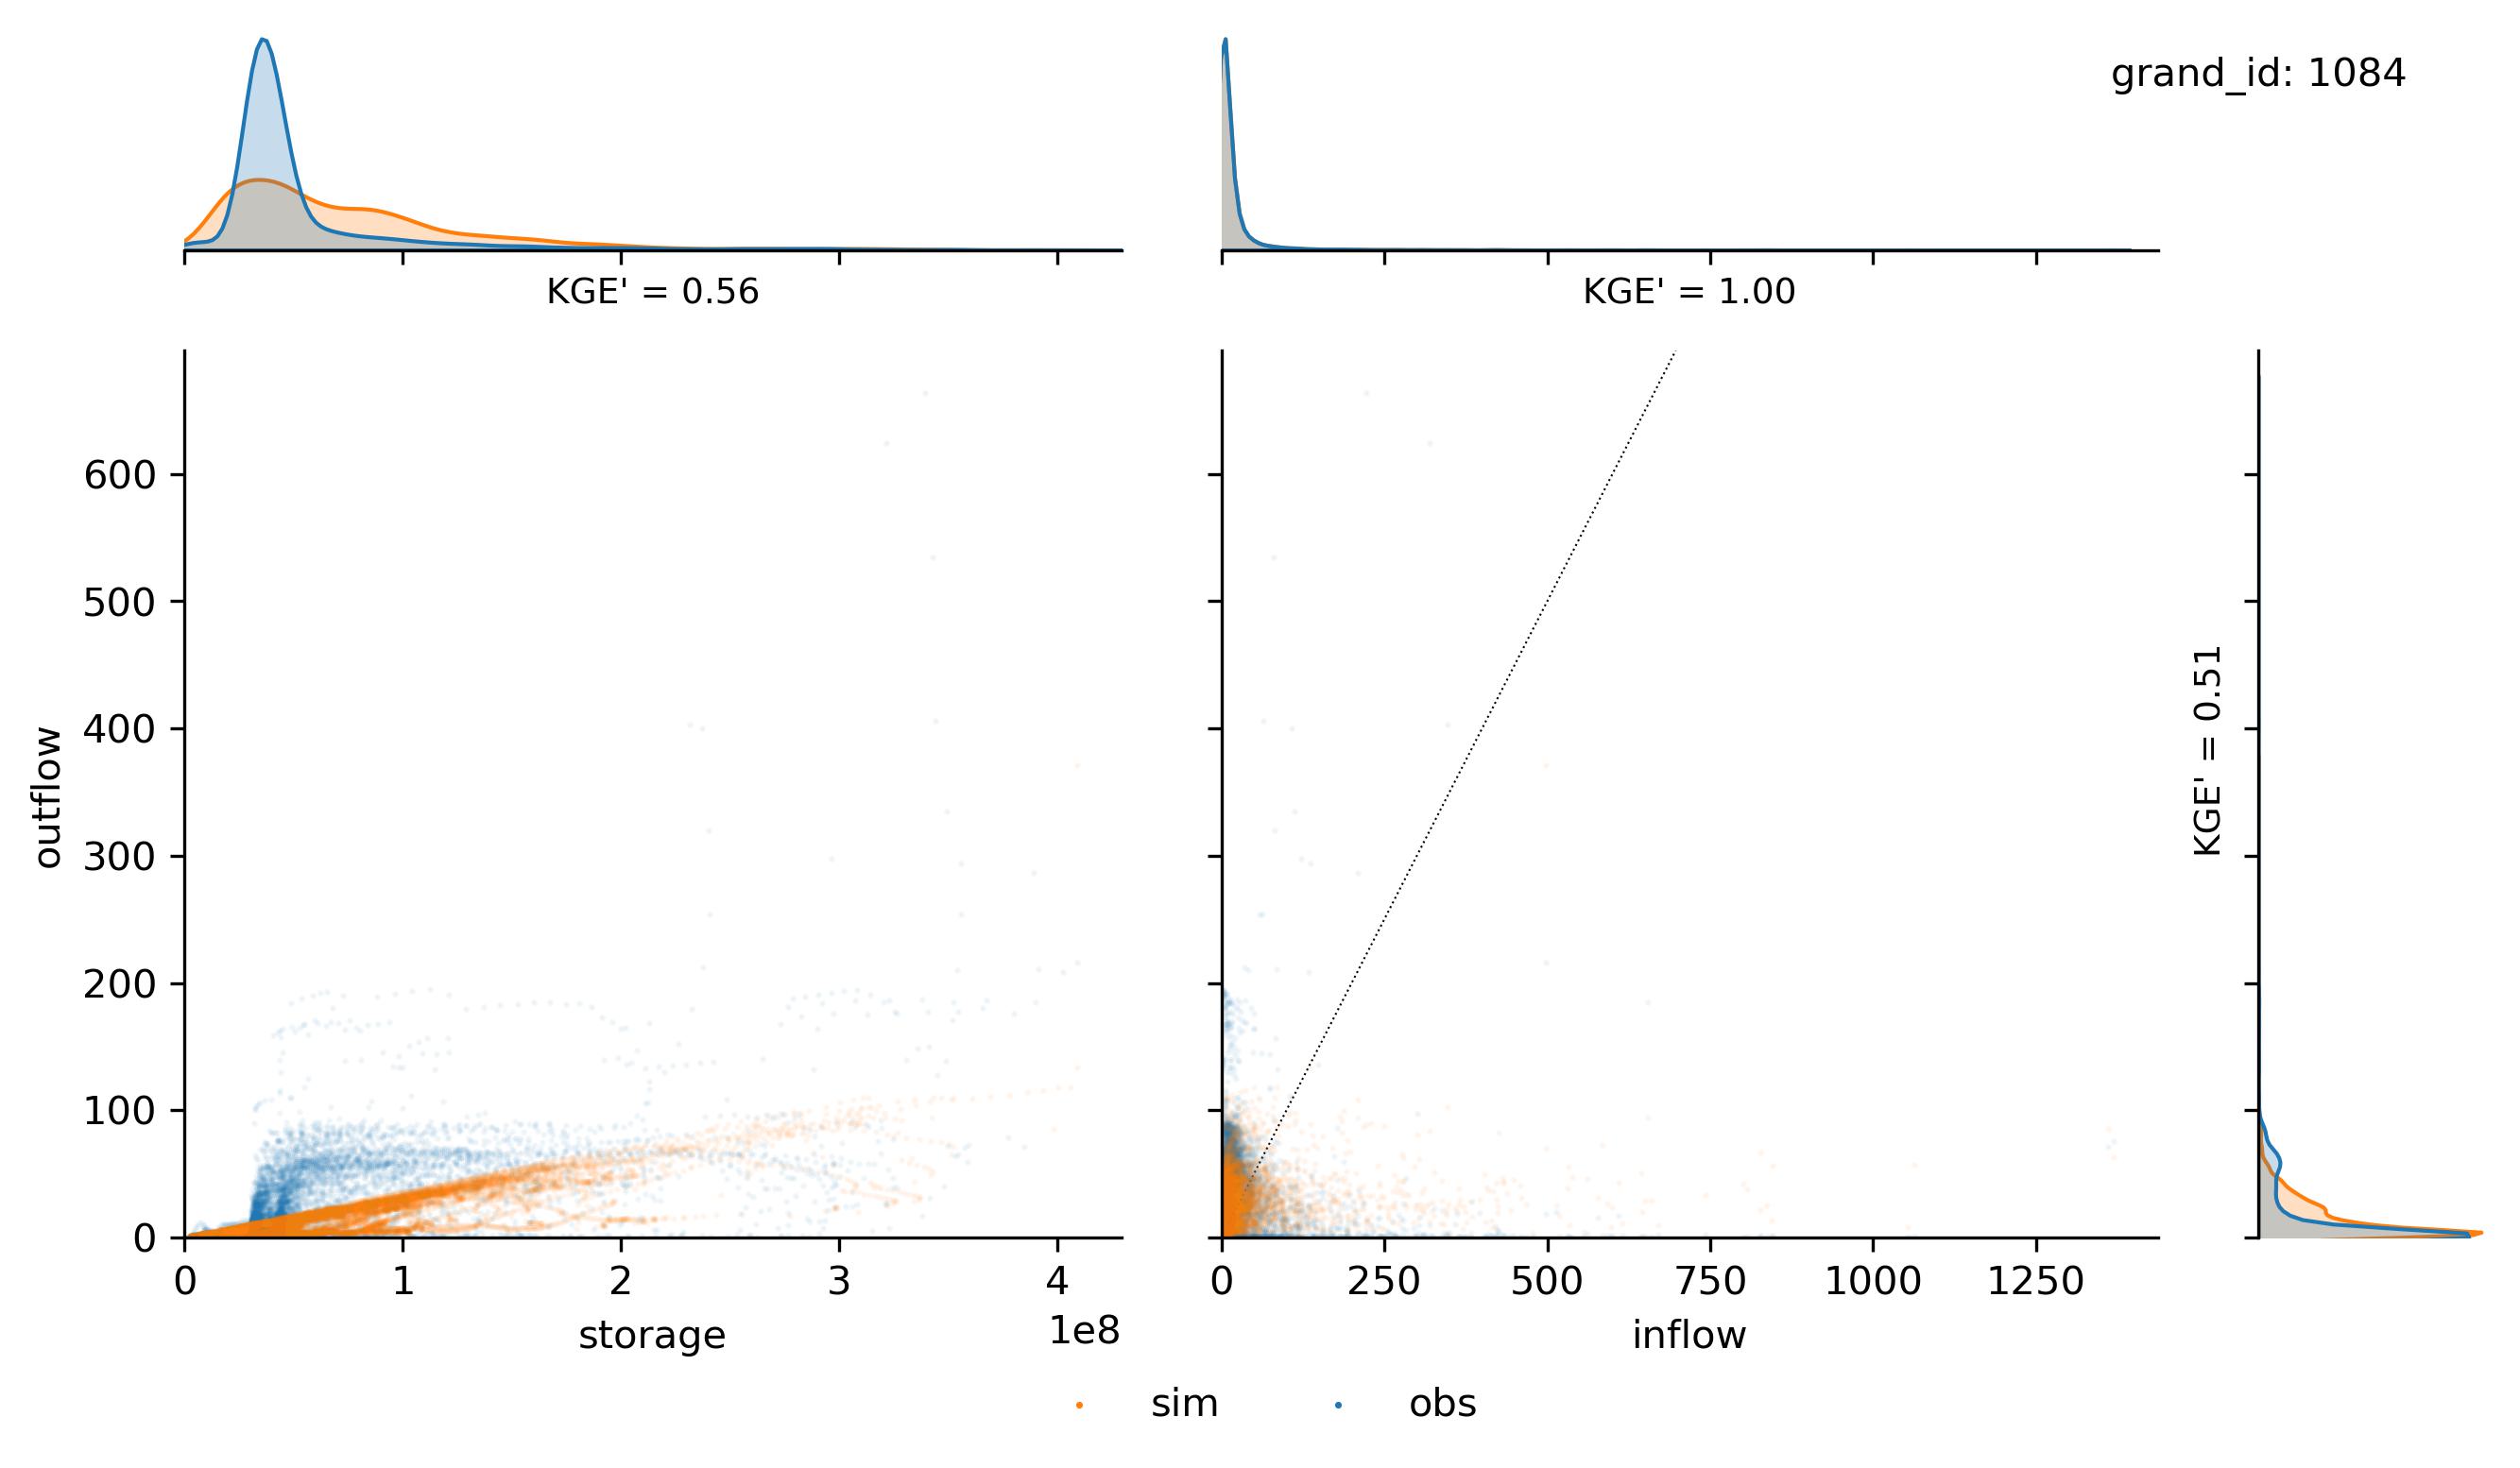 grand_id: 1084
KGE' = 0.56
KGE' = 1.00
600
500
400
300
200
100
0
outflow
KGE' = 0.51
0 1 2 3 4
1e8
storage
0 250 500 750 1000 1250
inflow
sim obs